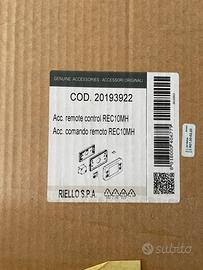 GENUINE ACCESSORIES - ACCESSORI ORIGINALI
COD. 20193922
Acc. remote control REC10MH
Acc. comando remoto REC10MH
RIELLO S.P.A
subito